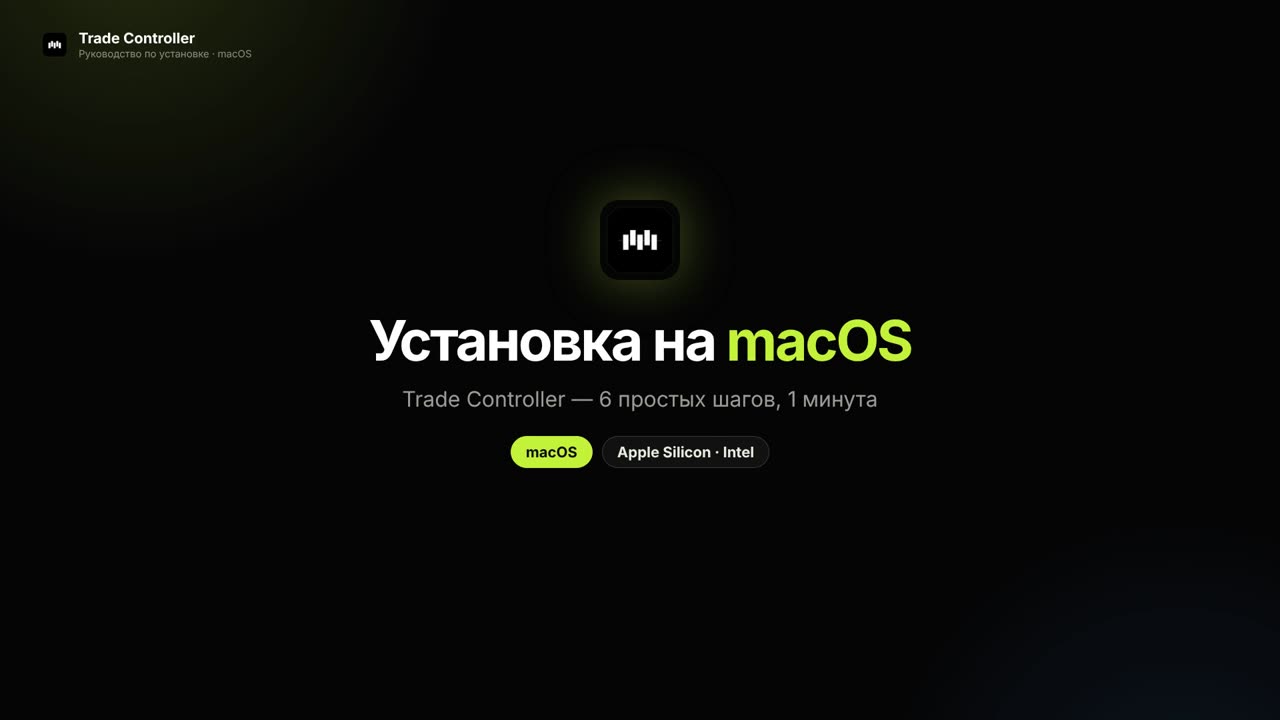 Trade Controller
Руководство по установке · macOS
Установка на macOS
Trade Controller — 6 простых шагов, 1 минута
macOS
Apple Silicon · Intel